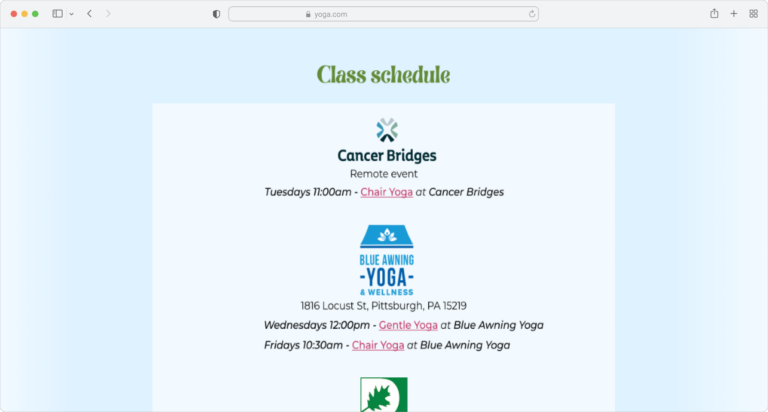 yoga.com
Class schedule
Cancer Bridges
Remote event
Tuesdays 11:00am - Chair Yoga at Cancer Bridges
BLUE AWNING
-YOGA-
& WELLNESS
1816 Locust St, Pittsburgh, PA 15219
Wednesdays 12:00pm - Gentle Yoga at Blue Awning Yoga
Fridays 10:30am - Chair Yoga at Blue Awning Yoga